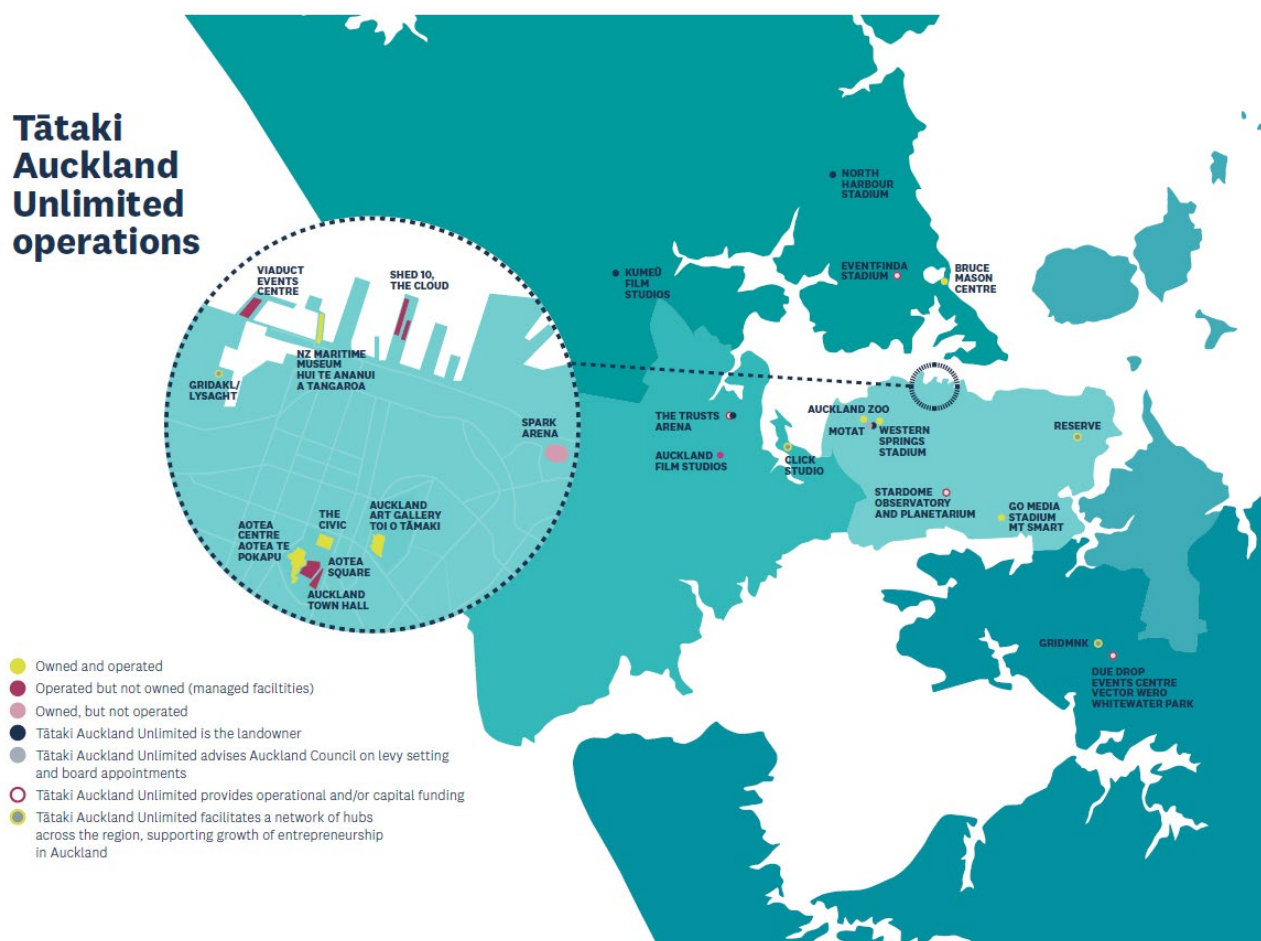 Tātaki
Auckland
Unlimited
operations
VIADUCT
EVENTS
CENTRE
SHED 10,
THE CLOUD
NZ MARITIME
MUSEUM
HUI TE ANANUI
A TANGAROA
GRIDAKL/
LYSAGHT
SPARK
ARENA
AUCKLAND
ART GALLERY
TOI O TĀMAKI
THE
CIVIC
AOTEA
CENTRE
AOTEA TE
POKAPU
AOTEA
SQUARE
AUCKLAND
TOWN HALL
NORTH
HARBOUR
STADIUM
KUMEŪ
FILM
STUDIOS
EVENTFINDA
STADIUM
BRUCE
MASON
CENTRE
THE TRUSTS
ARENA
AUCKLAND
FILM STUDIOS
CLICK
STUDIO
AUCKLAND ZOO
MOTAT
WESTERN
SPRINGS
STADIUM
RESERVE
STARDOME
OBSERVATORY
AND PLANETARIUM
GO MEDIA
STADIUM
MT SMART
GRIDMNK
DUE DROP
EVENTS CENTRE
VECTOR WERO
WHITEWATER PARK
Owned and operated
Operated but not owned (managed faciltities)
Owned, but not operated
Tātaki Auckland Unlimited is the landowner
Tātaki Auckland Unlimited advises Auckland Council on levy setting
and board appointments
Tātaki Auckland Unlimited provides operational and/or capital funding
Tātaki Auckland Unlimited facilitates a network of hubs
across the region, supporting growth of entrepreneurship
in Auckland